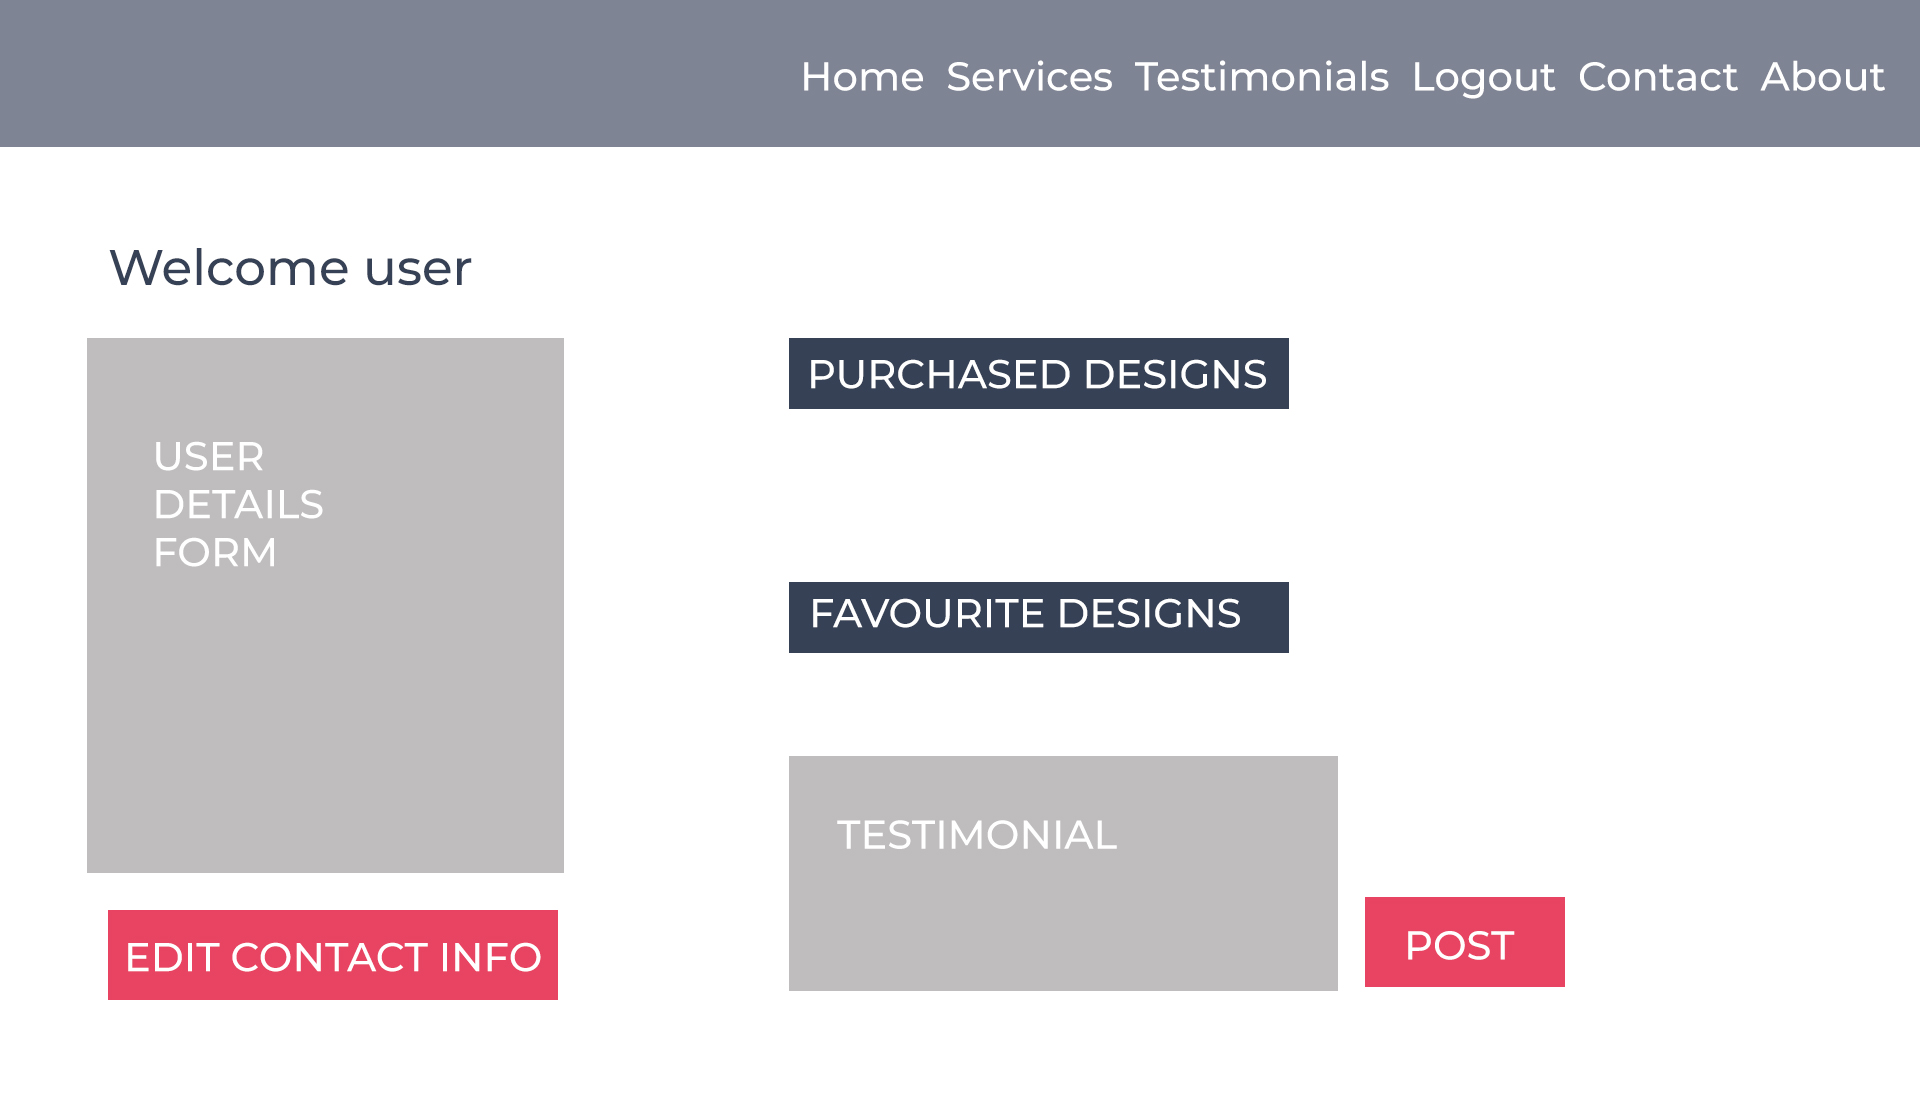 Home Services Testimonials Logout Contact About
Welcome user
USER
DETAILS
FORM
EDIT CONTACT INFO
PURCHASED DESIGNS
FAVOURITE DESIGNS
TESTIMONIAL
POST